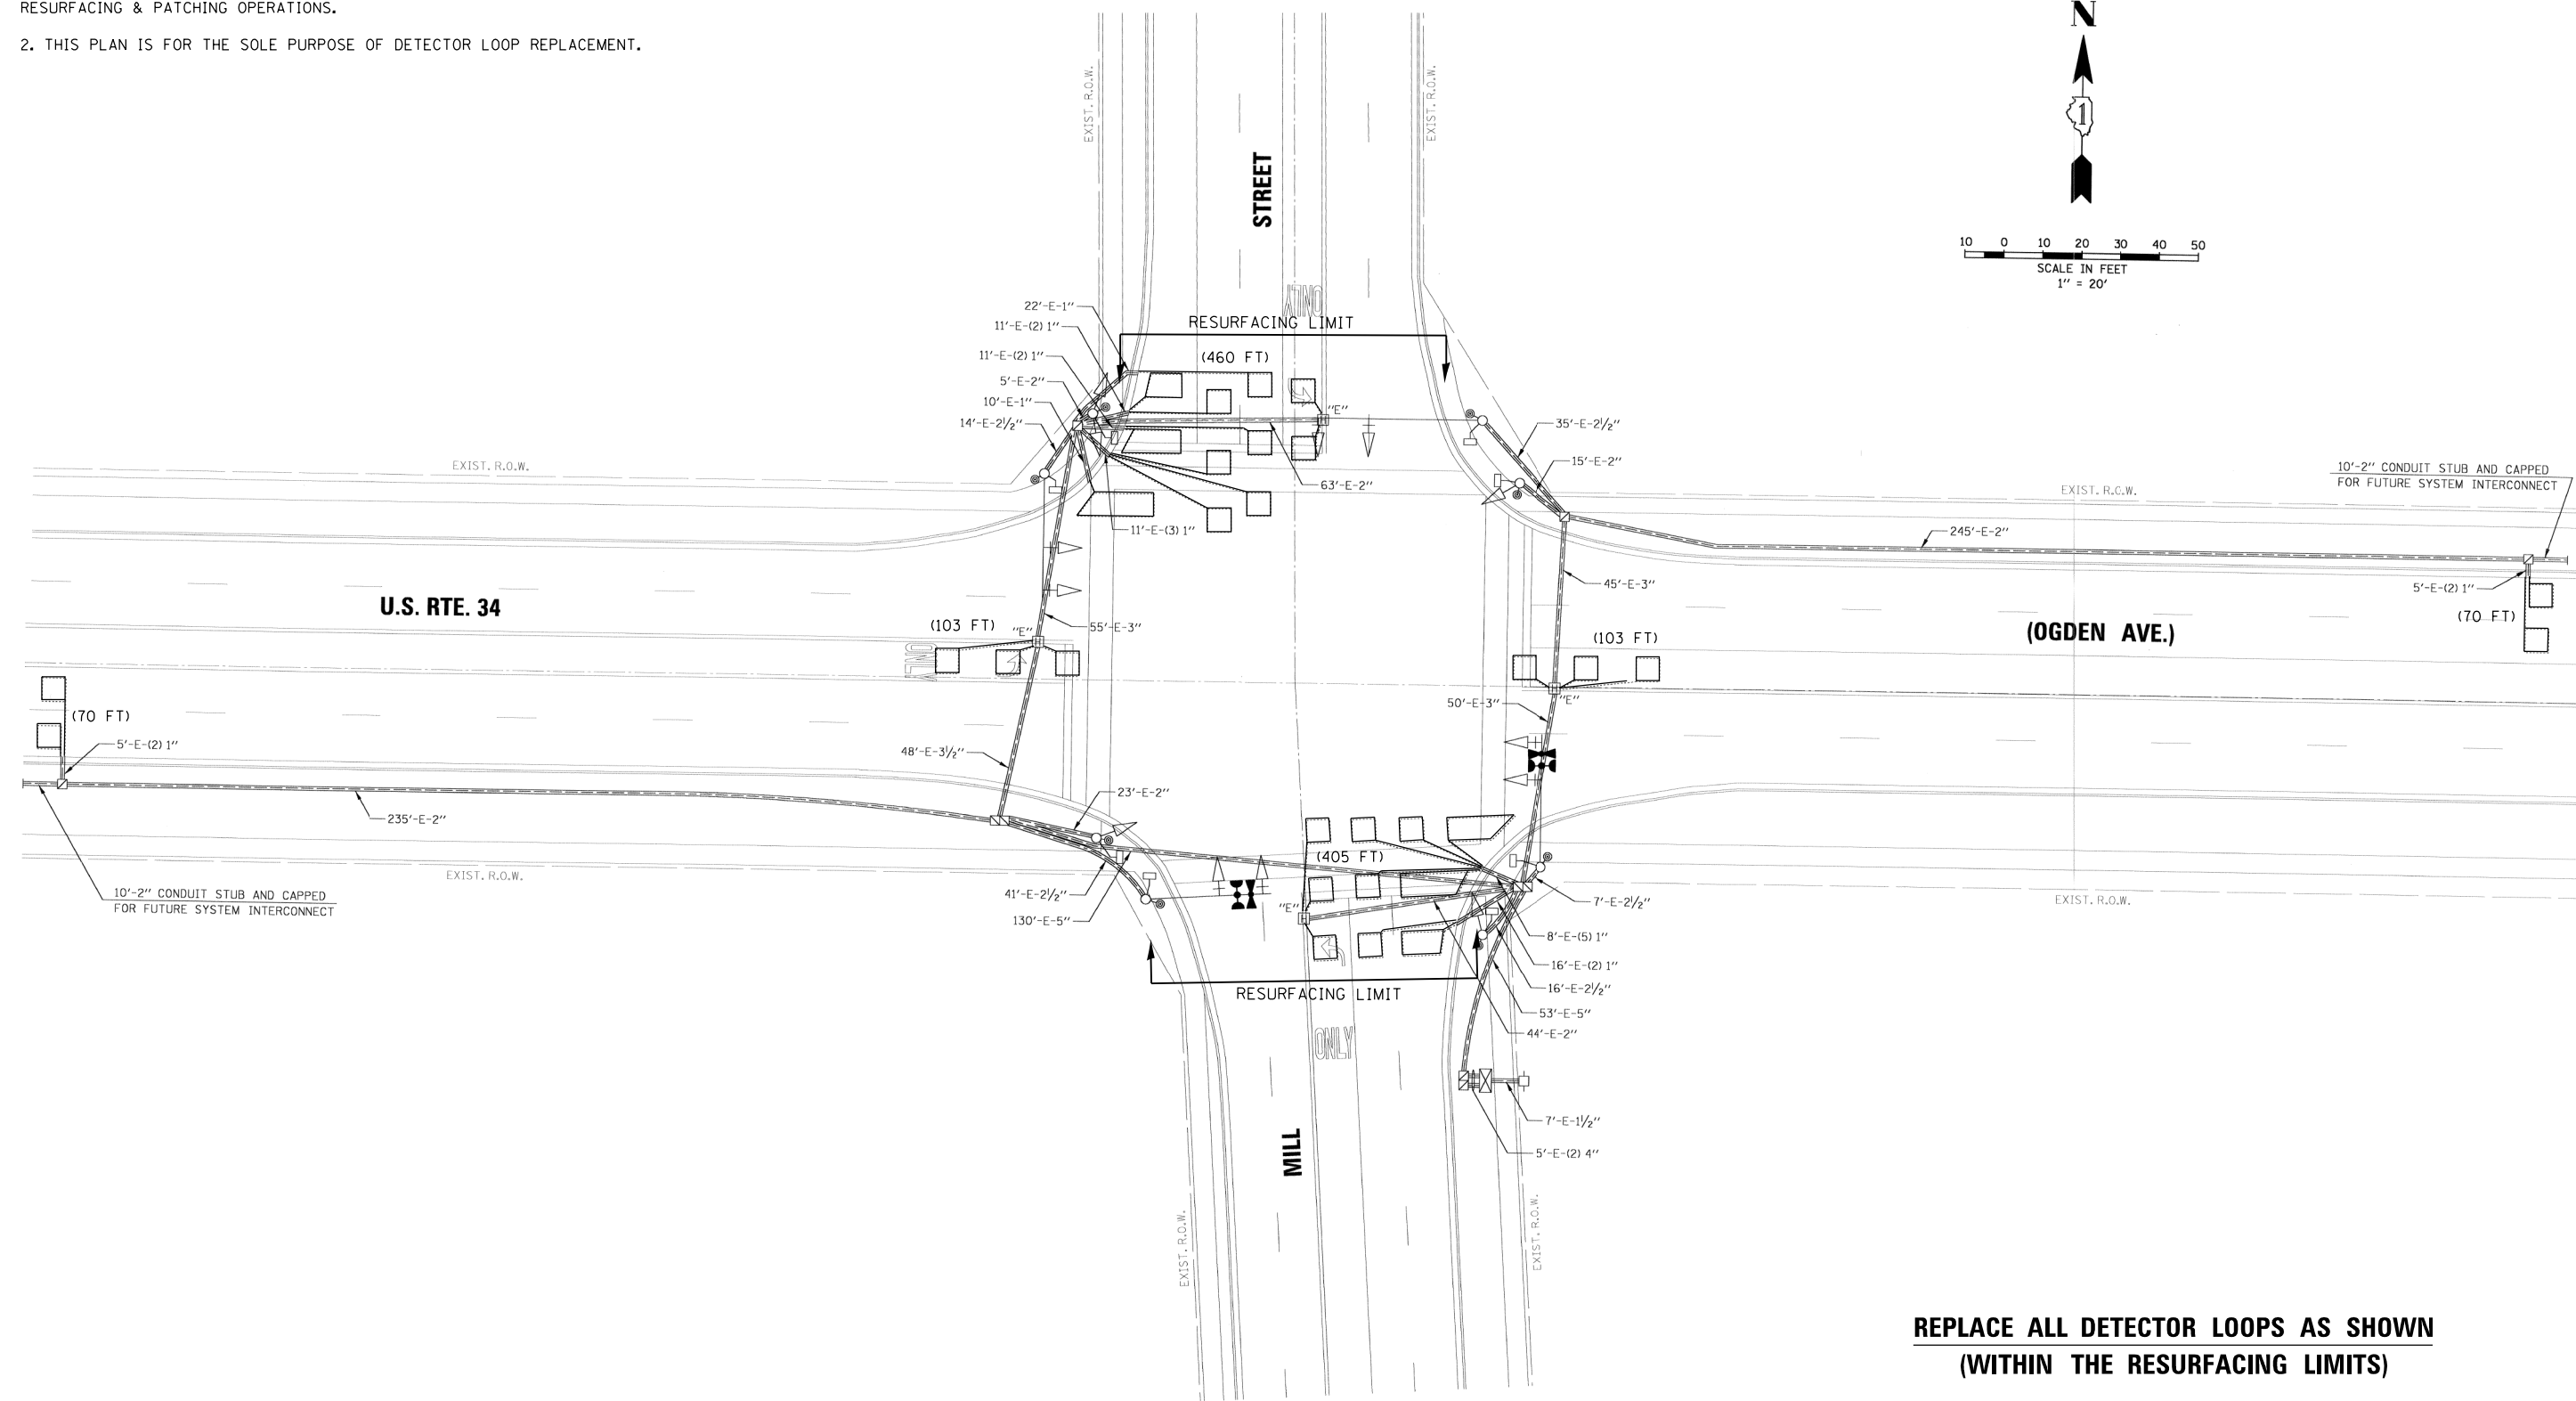 RESURFACING & PATCHING OPERATIONS.
2. THIS PLAN IS FOR THE SOLE PURPOSE OF DETECTOR LOOP REPLACEMENT.
N
1
10 0 10 20 30 40 50
SCALE IN FEET
1" = 20'
EXIST. R.O.W.
EXIST. R.O.W.
STREET
ONLY
RESURFACING LIMIT
(460 FT)
22'-E-1"
11'-E-(2) 1"
11'-E-(2) 1"
5'-E-2"
10'-E-1"
14'-E-2½"
"E"
35'-E-2½"
15'-E-2"
63'-E-2"
11'-E-(3) 1"
EXIST. R.O.W.
EXIST. R.O.W.
10'-2" CONDUIT STUB AND CAPPED
FOR FUTURE SYSTEM INTERCONNECT
245'-E-2"
45'-E-3"
5'-E-(2) 1"
(70 FT)
U.S. RTE. 34
(OGDEN AVE.)
(103 FT)
"E"
55'-E-3"
ONLY
(103 FT)
"E"
50'-E-3"
(70 FT)
5'-E-(2) 1"
48'-E-3½"
23'-E-2"
235'-E-2"
10'-2" CONDUIT STUB AND CAPPED
FOR FUTURE SYSTEM INTERCONNECT
EXIST. R.O.W.
EXIST. R.O.W.
41'-E-2½"
130'-E-5"
(405 FT)
"E"
7'-E-2½"
8'-E-(5) 1"
16'-E-(2) 1"
16'-E-2½"
53'-E-5"
44'-E-2"
RESURFACING LIMIT
ONLY
7'-E-1½"
5'-E-(2) 4"
MILL
EXIST. R.O.W.
EXIST. R.O.W.
REPLACE ALL DETECTOR LOOPS AS SHOWN
(WITHIN THE RESURFACING LIMITS)